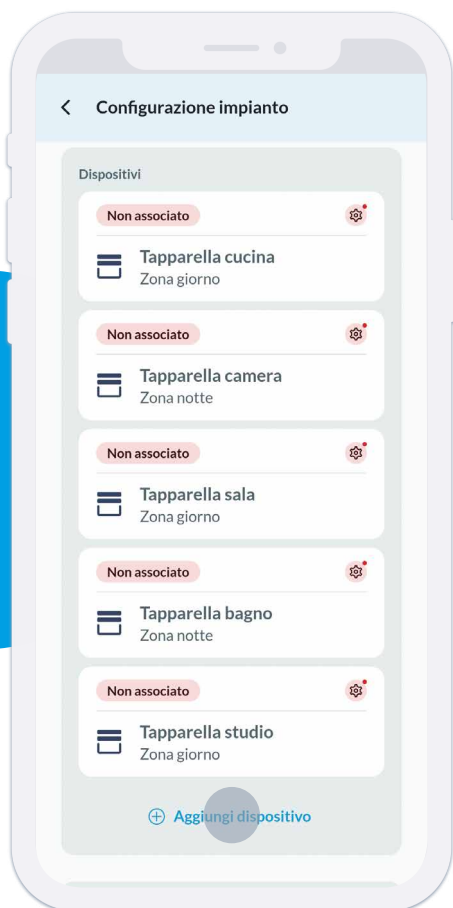 Configurazione impianto
Dispositivi
Non associato
Tapparella cucina
Zona giorno
Non associato
Tapparella camera
Zona notte
Non associato
Tapparella sala
Zona giorno
Non associato
Tapparella bagno
Zona notte
Non associato
Tapparella studio
Zona giorno
Aggiungi dispositivo